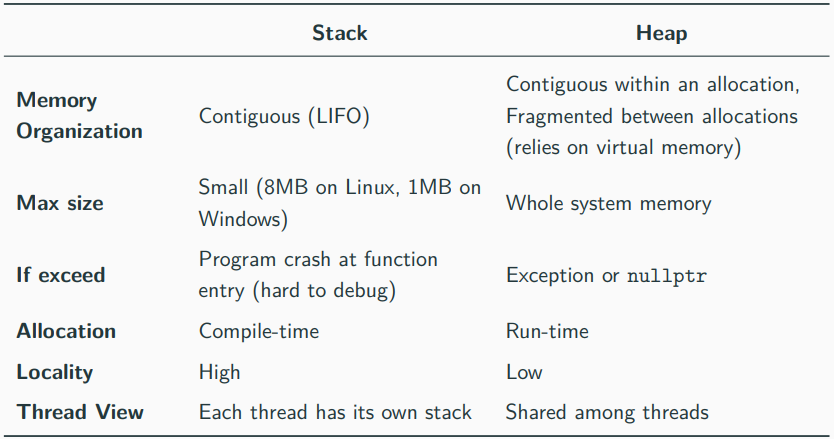 Stack Heap
Memory Organization Contiguous (LIFO) Contiguous within an allocation, Fragmented between allocations (relies on virtual memory)
Max size Small (8MB on Linux, 1MB on Windows) Whole system memory
If exceed Program crash at function entry (hard to debug) Exception or nullptr
Allocation Compile-time Run-time
Locality High Low
Thread View Each thread has its own stack Shared among threads